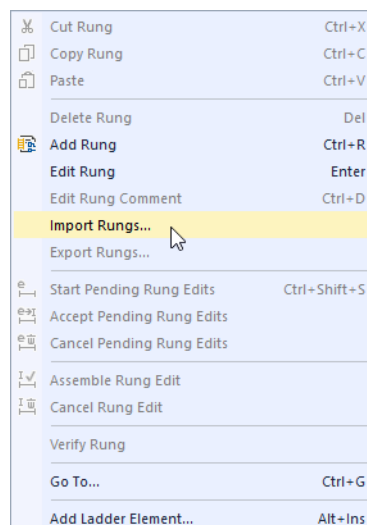 Cut Rung Ctrl+X
Copy Rung Ctrl+C
Paste Ctrl+V
Delete Rung Del
Add Rung Ctrl+R
Edit Rung Enter
Edit Rung Comment Ctrl+D
Import Rungs...
Export Rungs...
Start Pending Rung Edits Ctrl+Shift+S
Accept Pending Rung Edits
Cancel Pending Rung Edits
Assemble Rung Edit
Cancel Rung Edit
Verify Rung
Go To... Ctrl+G
Add Ladder Element... Alt+Ins